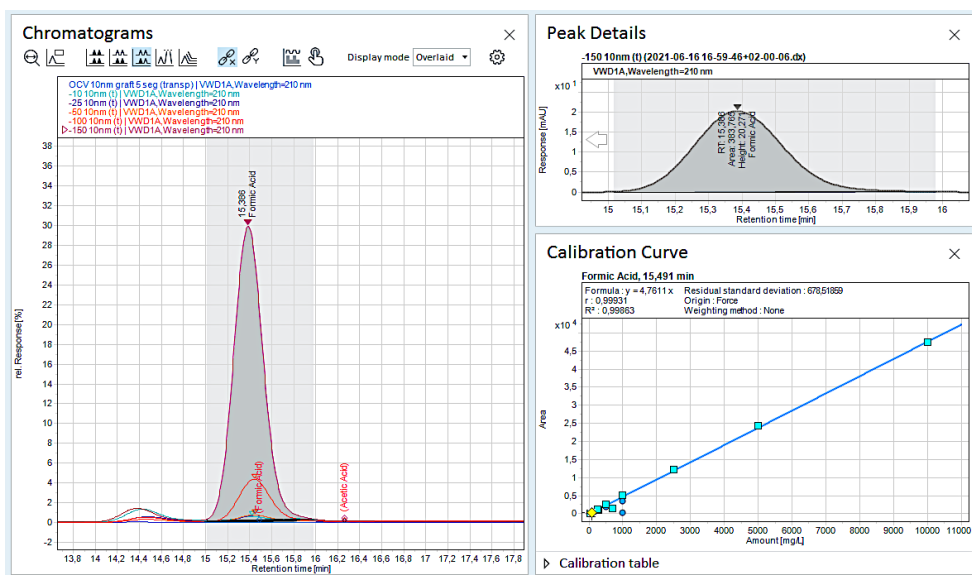 Chromatograms
Display mode Overlaid
OCV 10nm graft 5 seg (transp) | VWD1A,Wavelength=210 nm
-10 10nm (t) | VWD1A,Wavelength=210 nm
-25 10nm (t) | VWD1A,Wavelength=210 nm
-50 10nm (t) | VWD1A,Wavelength=210 nm
-100 10nm (t) | VWD1A,Wavelength=210 nm
-150 10nm (t) | VWD1A,Wavelength=210 nm
38
36
34
32
30
28
26
24
22
20
18
16
14
12
10
8
6
4
2
0
-2
rel. Response [%]
15,386
Formic Acid
(Formic Acid)
(Acetic Acid)
13,8 14 14,2 14,4 14,6 14,8 15 15,2 15,4 15,6 15,8 16 16,2 16,4 16,6 16,8 17 17,2 17,4 17,6 17,8
Retention time [min]
Peak Details
-150 10nm (t) (2021-06-16 16-59-46+02-00-06.dx)
x10¹ VWD1A,Wavelength=210 nm
2,5
2
1,5
1
0,5
0
Response [mAU]
RT: 15,386
Area: 383,765
Height: 20,271
Formic Acid
15 15,1 15,2 15,3 15,4 15,5 15,6 15,7 15,8 15,9 16
Retention time [min]
Calibration Curve
Formic Acid, 15,491 min
Formula : y = 4,7611 x Residual standard deviation : 678,51859
r : 0,99931 Origin : Force
R² : 0,99863 Weighting method : None
x10⁴
4,5
4
3,5
3
2,5
2
1,5
1
0,5
0
Area
0 1000 2000 3000 4000 5000 6000 7000 8000 9000 10000 11000
Amount [mg/L]
Calibration table